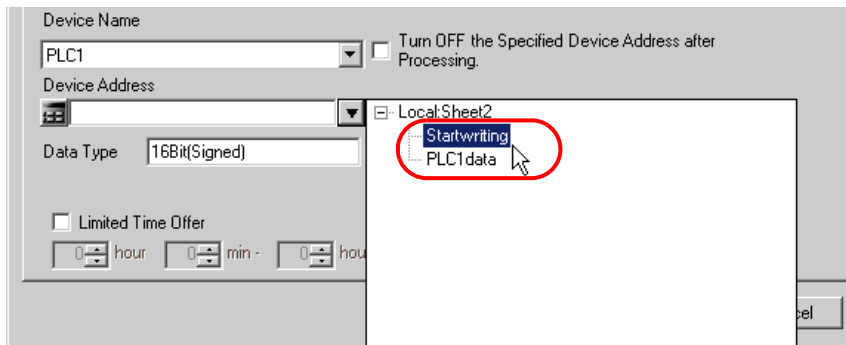 Device Name
PLC1
Turn OFF the Specified Device Address after
Processing.
Device Address
Local:Sheet2
Startwriting
PLC1data
Data Type 16Bit(Signed)
Limited Time Offer
0 hour 0 min - 0 hou
cel